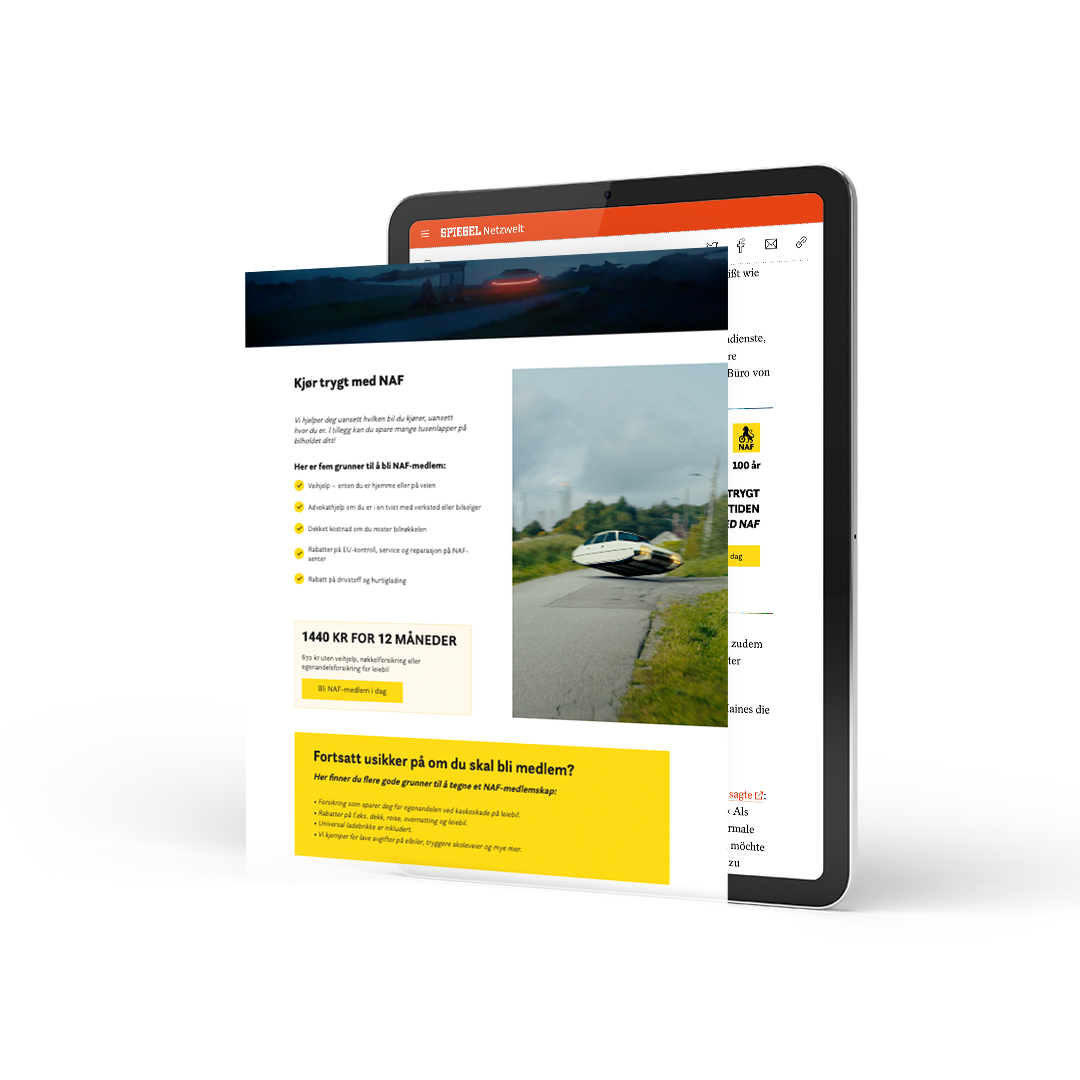 SPIEGEL Netzwelt
ißt wie
dienste,
re
Büro von
NAF
100 år
TRYGT
TIDEN
ED NAF
dag
zudem
ter
aines die
sagte:
Als
rmale
möchte
zu
Kjør trygt med NAF
Vi hjelper deg uansett hvilken bil du kjører, uansett
hvor du er. I tillegg kan du spare mange tusenlapper på
bilholdet ditt!
Her er fem grunner til å bli NAF-medlem:
Veihjelp – enten du er hjemme eller på veien
Advokathjelp om du er i en tvist med verksted eller bilselger
Dekket kostnad om du mister bilnøkkelen
Rabatter på EU-kontroll, service og reparasjon på NAF-
senter
Rabatt på drivstoff og hurtiglading
1440 KR FOR 12 MÅNEDER
670 kr uten veihjelp, nøkkelforsikring eller
egenandelsforsikring for leiebil
Bli NAF-medlem i dag
Fortsatt usikker på om du skal bli medlem?
Her finner du flere gode grunner til å tegne et NAF-medlemskap:
• Forsikring som sparer deg for egenandelen ved kaskoskade på leiebil.
• Rabatter på f.eks. dekk, reise, overnatting og leiebil.
• Universal ladebrikke er inkludert.
• Vi kjemper for lave avgifter på elbiler, tryggere skoleveier og mye mer.